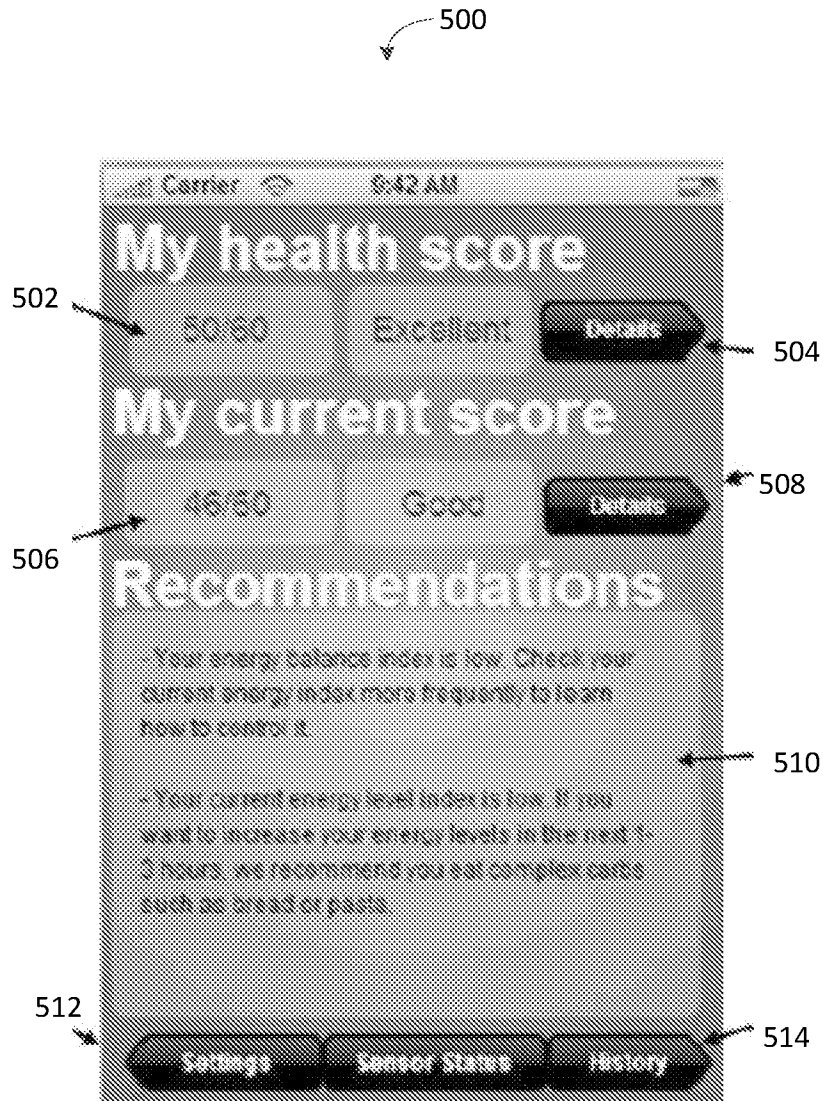 500
Carrier 9:42 AM
My health score
502
50/60 Excellent Details
504
My current score
46/60 Good Details
508
506
Recommendations
- Your energy balance index is low. Check your
current energy index more frequently to learn
how to control it.
510
- Your current energy level index is low. If you
want to increase your energy levels in the next 1-
3 hours, we recommend you eat complex carbs
such as bread or pasta.
512
514
Settings Sensor States History